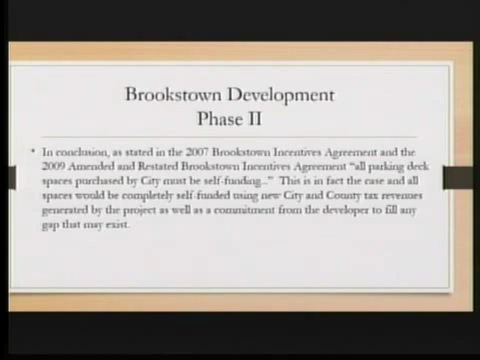 Brookstown Development
Phase II
• In conclusion, as stated in the 2007 Brookstown Incentives Agreement and the
2009 Amended and Restated Brookstown Incentives Agreement "all parking deck
spaces purchased by City must be self-funding..." This is in fact the case and all
spaces would be completely self-funded using new City and County tax revenues
generated by the project as well as a commitment from the developer to fill any
gap that may exist.